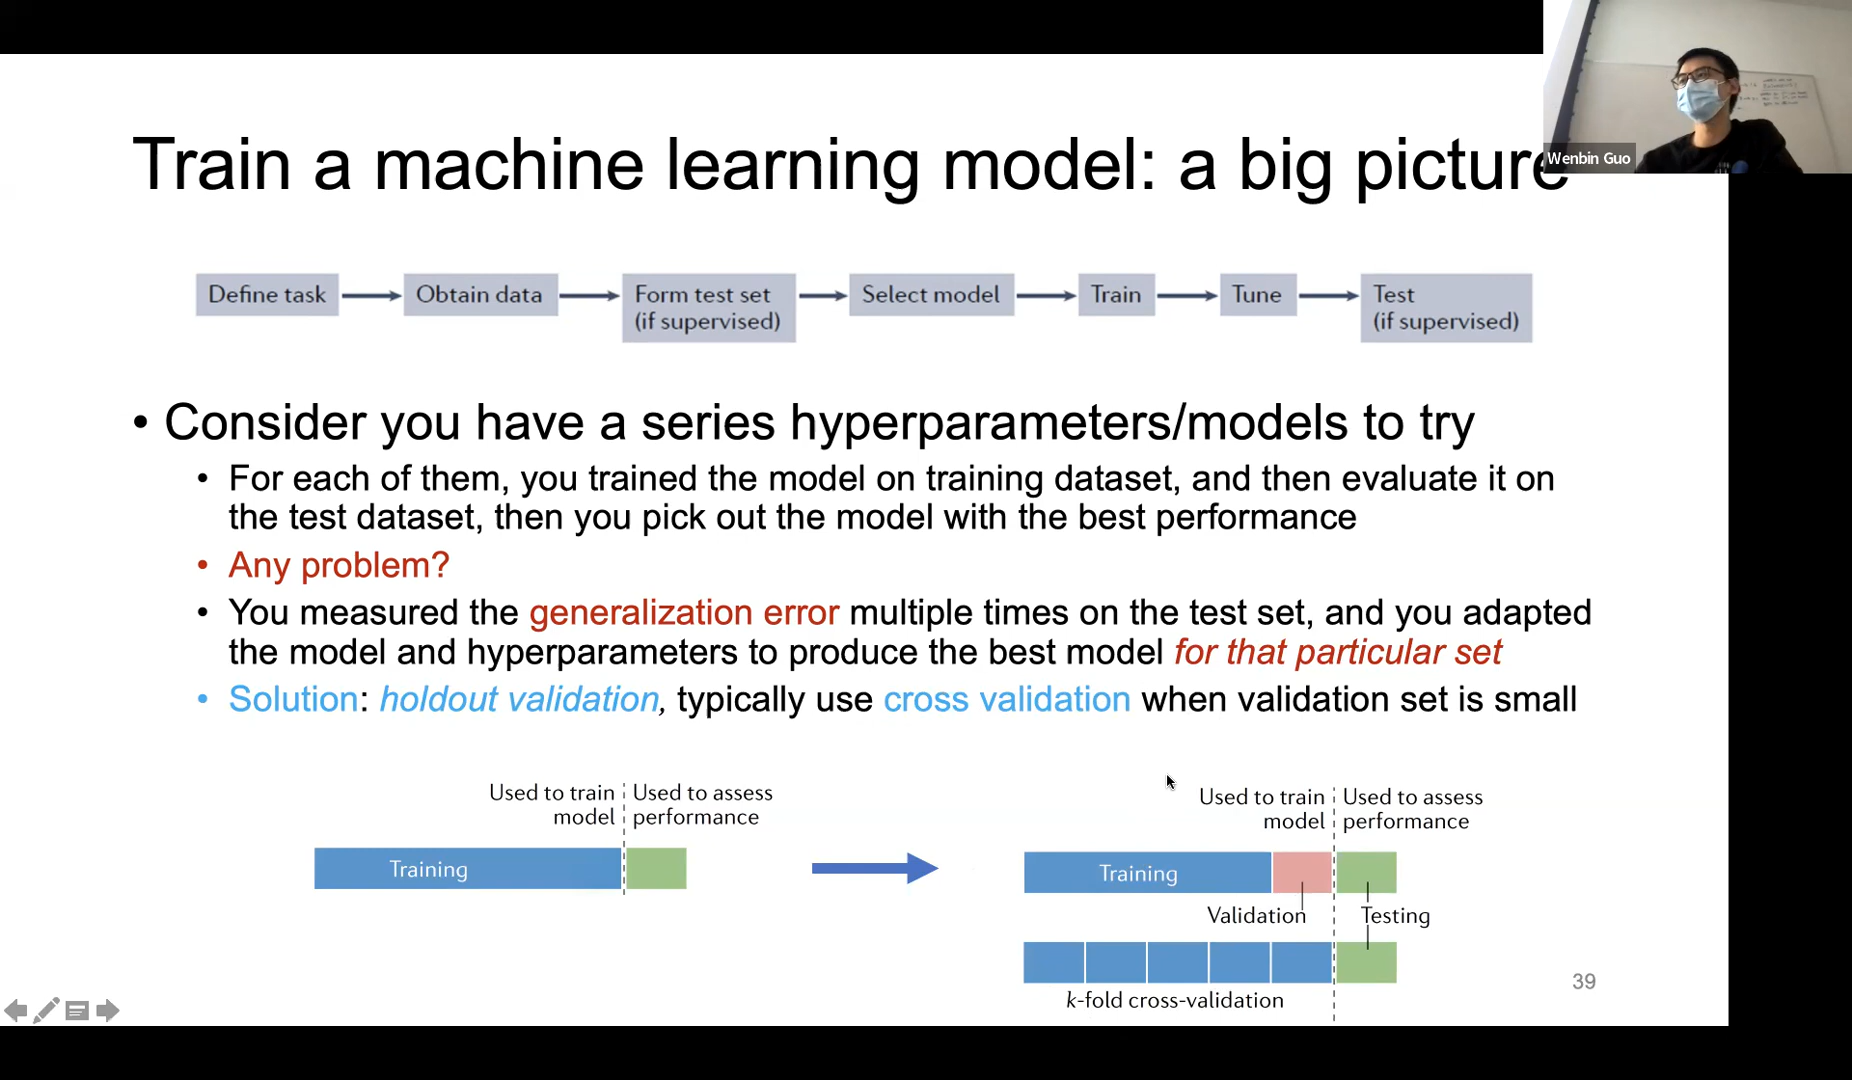 Wenbin Guo
Train a machine learning model: a big picture
Define task
Obtain data
Form test set
(if supervised)
Select model
Train
Tune
Test
(if supervised)
• Consider you have a series hyperparameters/models to try
• For each of them, you trained the model on training dataset, and then evaluate it on
the test dataset, then you pick out the model with the best performance
• Any problem?
• You measured the generalization error multiple times on the test set, and you adapted
the model and hyperparameters to produce the best model for that particular set
• Solution: holdout validation, typically use cross validation when validation set is small
Used to train
model
Used to assess
performance
Training
Used to train
model
Used to assess
performance
Training
Validation
Testing
k-fold cross-validation
39